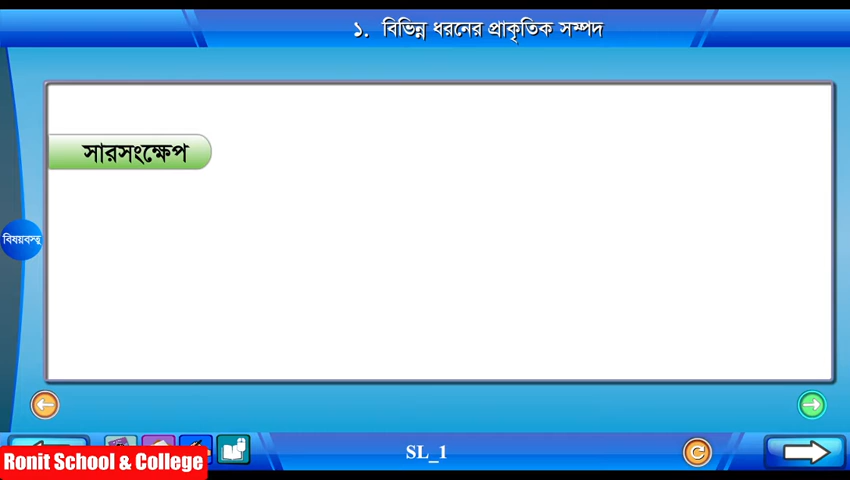 ১. বিভিন্ন ধরনের প্রাকৃতিক সম্পদ
সারসংক্ষেপ
বিষয়বস্তু
SL_1
Ronit School & College